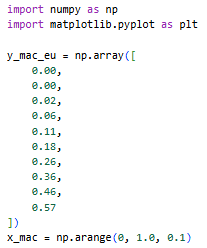 import numpy as np
import matplotlib.pyplot as plt

y_mac_eu = np.array([
    0.00,
    0.00,
    0.02,
    0.06,
    0.11,
    0.18,
    0.26,
    0.36,
    0.46,
    0.57
])
x_mac = np.arange(0, 1.0, 0.1)